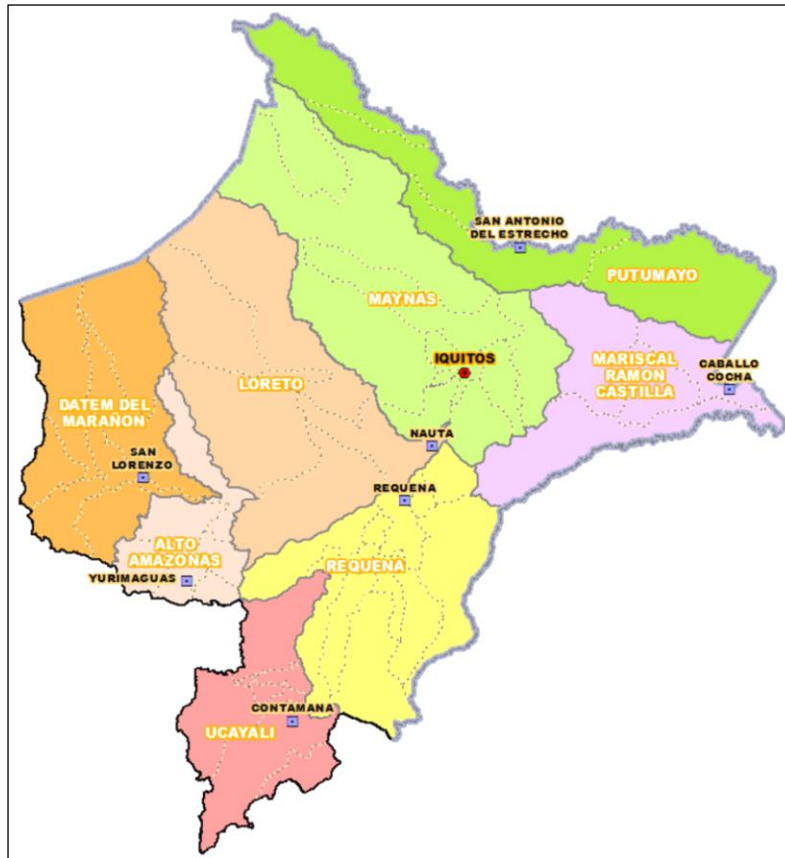 SAN ANTONIO
DEL ESTRECHO
PUTUMAYO
MAYNAS
IQUITOS
MARISCAL
RAMON
CASTILLA
CABALLO
COCHA
LORETO
DATEM DEL
MARAÑON
NAUTA
SAN
LORENZO
REQUENA
ALTO
AMAZONAS
REQUENA
YURIMAGUAS
CONTAMANA
UCAYALI